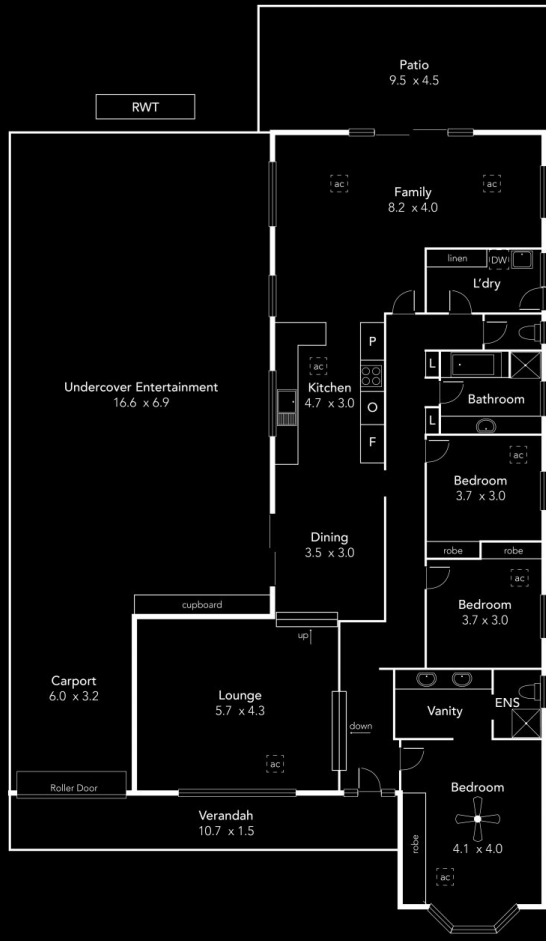 Patio
9.5 x 4.5
RWT
ac
ac
Family
8.2 x 4.0
linen
DW
L'dry
P
ac
L
Undercover Entertainment
16.6 x 6.9
Kitchen
4.7 x 3.0
O
Bathroom
L
F
ac
Bedroom
3.7 x 3.0
Dining
3.5 x 3.0
robe
robe
ac
Bedroom
3.7 x 3.0
cupboard
up
Carport
6.0 x 3.2
Lounge
5.7 x 4.3
Vanity
ENS
down
ac
Roller Door
Bedroom
4.1 x 4.0
Verandah
10.7 x 1.5
robe
ac